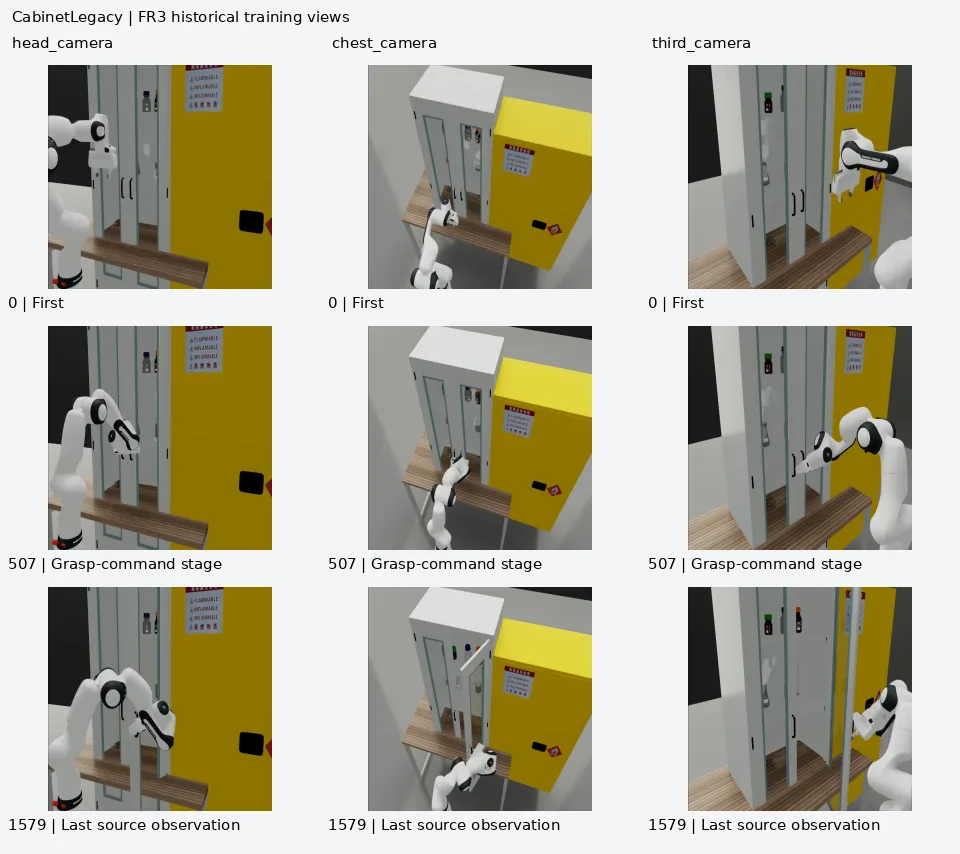 CabinetLegacy | FR3 historical training views
head_camera
chest_camera
third_camera
0 | First
0 | First
0 | First
507 | Grasp-command stage
507 | Grasp-command stage
507 | Grasp-command stage
1579 | Last source observation
1579 | Last source observation
1579 | Last source observation